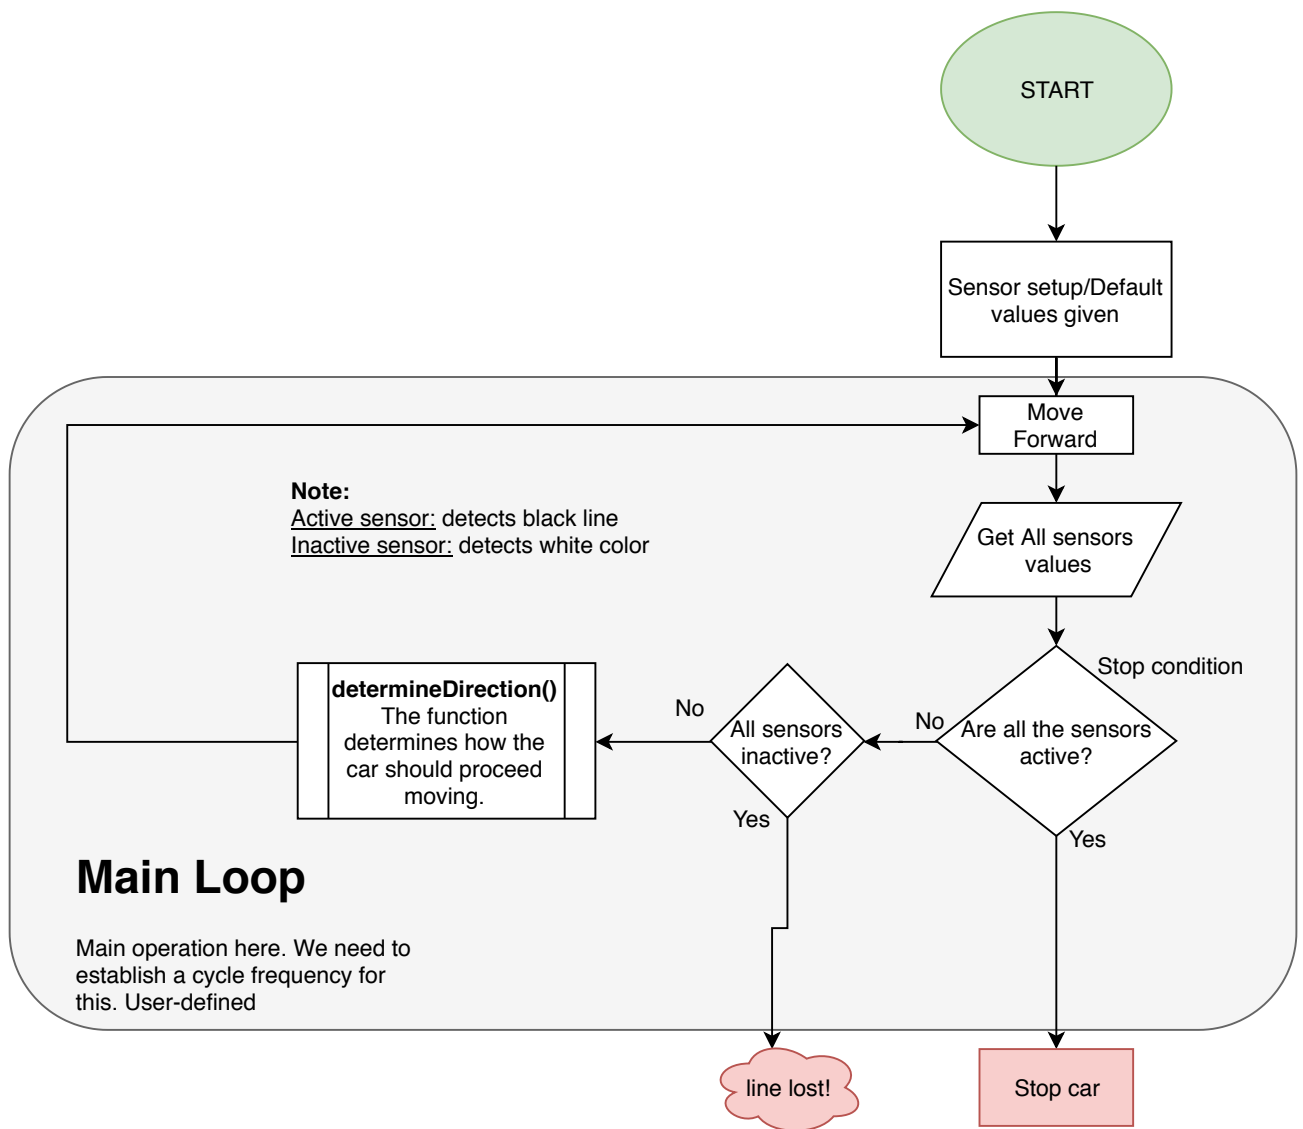 START
Sensor setup/Default
values given
Move
Forward
Note:
Active sensor: detects black line
Inactive sensor: detects white color
Get All sensors
values
Stop condition
Are all the sensors
active?
No
Yes
All sensors
inactive?
No
Yes
determineDirection()
The function
determines how the
car should proceed
moving.
Main Loop
Main operation here. We need to
establish a cycle frequency for
this. User-defined
line lost!
Stop car